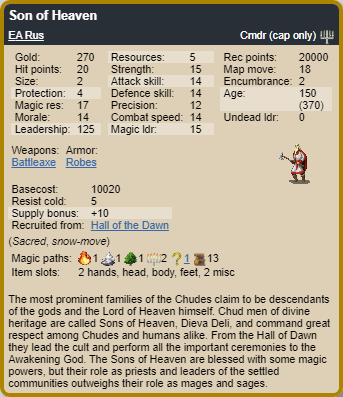 Son of Heaven
EA Rus Cmdr (cap only)
Gold: 270 Resources: 5 Rec points: 20000
Hit points: 20 Strength: 15 Map move: 18
Size: 2 Attack skill: 14 Encumbrance: 2
Protection: 4 Defence skill: 14 Age: 150
Magic res: 17 Precision: 12 (370)
Morale: 14 Combat speed: 14 Undead ldr: 0
Leadership: 125 Magic ldr: 15
Weapons: Armor:
Battleaxe Robes
Basecost: 10020
Resist cold: 5
Supply bonus: +10
Recruited from: Hall of the Dawn
(Sacred, snow-move)
Magic paths: 1 1 1 2 ? 1 13
Item slots: 2 hands, head, body, feet, 2 misc
The most prominent families of the Chudes claim to be descendants
of the gods and the Lord of Heaven himself. Chud men of divine
heritage are called Sons of Heaven, Dieva Deli, and command great
respect among Chudes and humans alike. From the Hall of Dawn
they lead the cult and perform all the important ceremonies to the
Awakening God. The Sons of Heaven are blessed with some magic
powers, but their role as priests and leaders of the settled
communities outweighs their role as mages and sages.